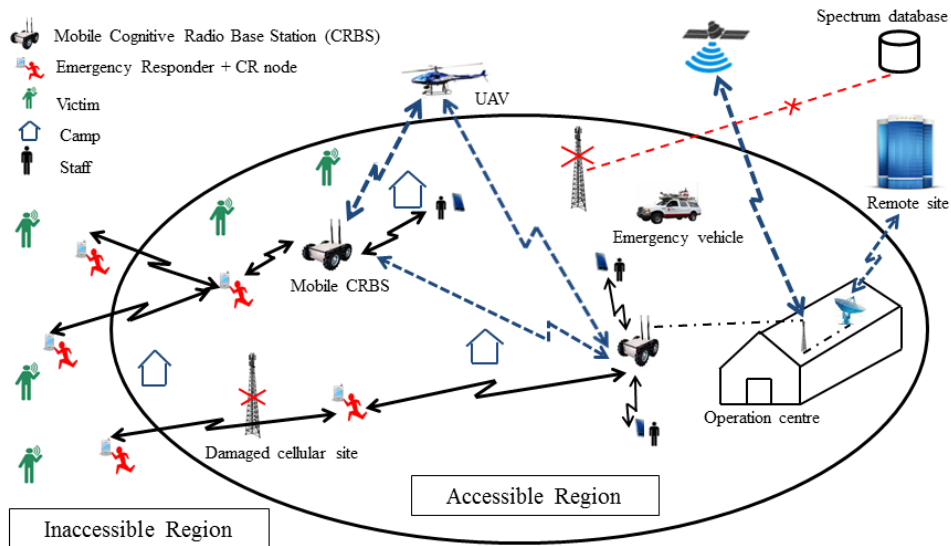 Mobile Cognitive Radio Base Station (CRBS)
Emergency Responder + CR node
Victim
Camp
Staff
Spectrum database
UAV
Remote site
Emergency vehicle
Mobile CRBS
Operation centre
Damaged cellular site
Accessible Region
Inaccessible Region